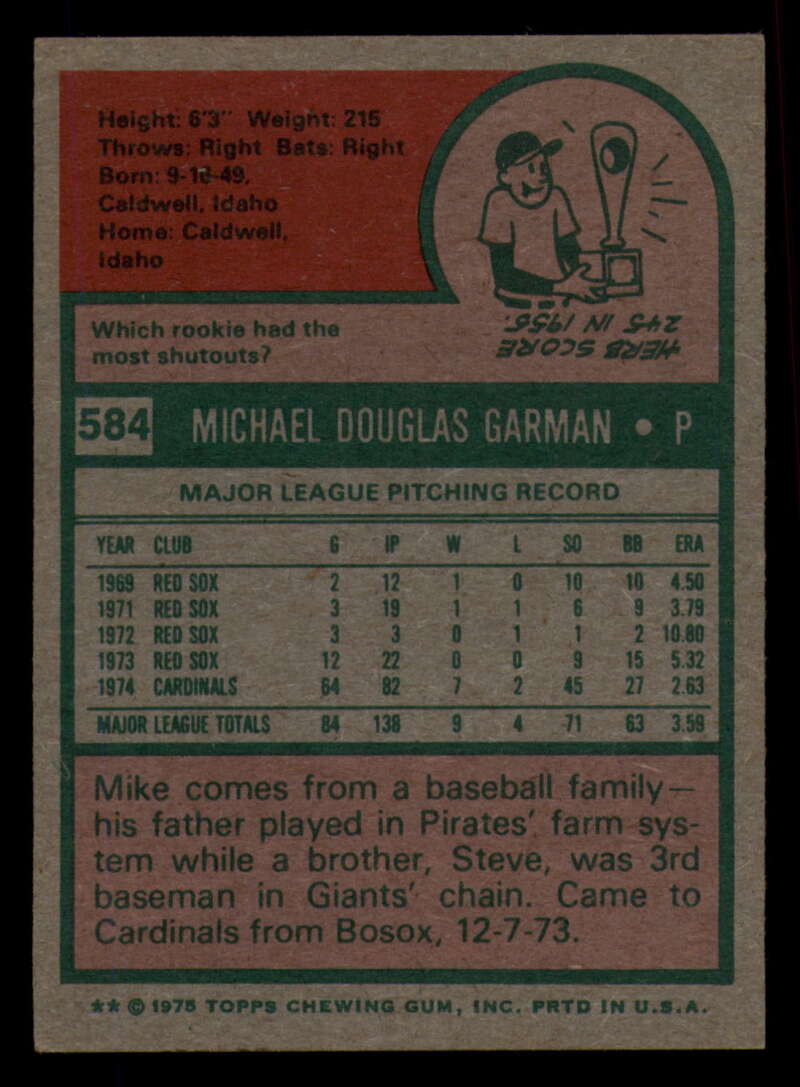 Height: 6'3" Weight: 215
Throws: Right Bats: Right
Born: 9-16-49,
Caldwell, Idaho
Home: Caldwell,
Idaho
Which rookie had the
most shutouts?
HERB SCORE
245 IN 1955.
584 MICHAEL DOUGLAS GARMAN • P
MAJOR LEAGUE PITCHING RECORD
YEAR CLUB G IP W L SO BB ERA
1969 RED SOX 2 12 1 0 10 10 4.50
1971 RED SOX 3 19 1 1 6 9 3.79
1972 RED SOX 3 3 0 1 1 2 10.80
1973 RED SOX 12 22 0 0 9 15 5.32
1974 CARDINALS 64 82 7 2 45 27 2.63
MAJOR LEAGUE TOTALS 84 138 9 4 71 63 3.59
Mike comes from a baseball family—
his father played in Pirates' farm sys-
tem while a brother, Steve, was 3rd
baseman in Giants' chain. Came to
Cardinals from Bosox, 12-7-73.
** © 1975 TOPPS CHEWING GUM, INC. PRTD IN U.S.A.